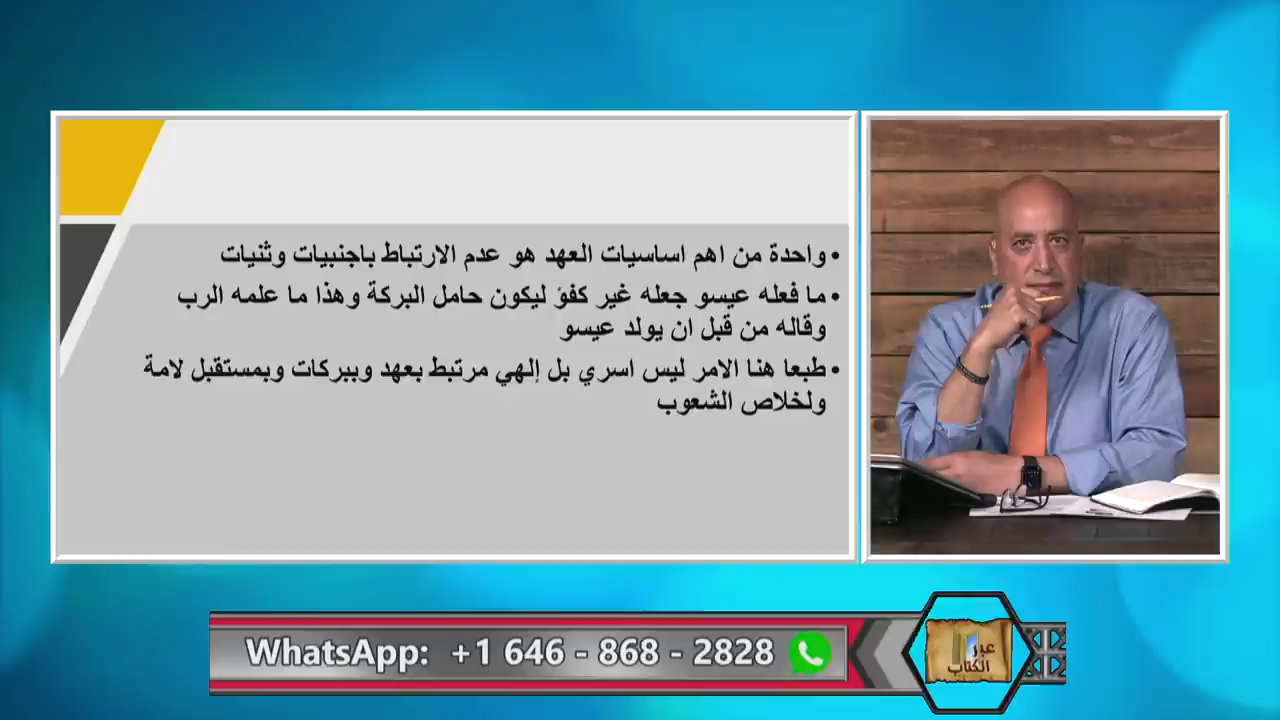 • واحدة من اهم اساسيات العهد هو عدم الارتباط باجنبيات وثنيات
• ما فعله عيسو جعله غير كفؤ ليكون حامل البركة وهذا ما علمه الرب
وقاله من قبل ان يولد عيسو
• طبعا هنا الامر ليس اسري بل إلهي مرتبط بعهد وببركات وبمستقبل لامة
ولخلاص الشعوب
WhatsApp: +1 646 - 868 - 2828
عبر
الكتاب